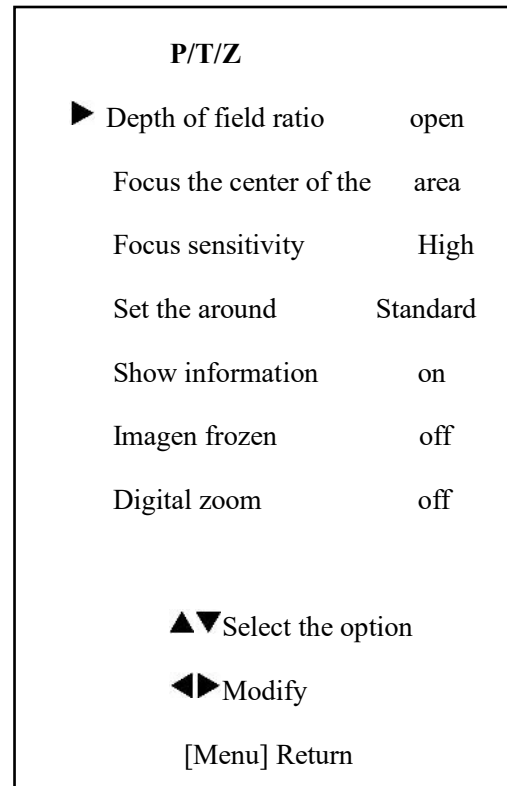 P/T/Z
▶ Depth of field ratio open
Focus the center of the area
Focus sensitivity High
Set the around Standard
Show information on
Imagen frozen off
Digital zoom off
▲▼Select the option
◀▶Modify
[Menu] Return